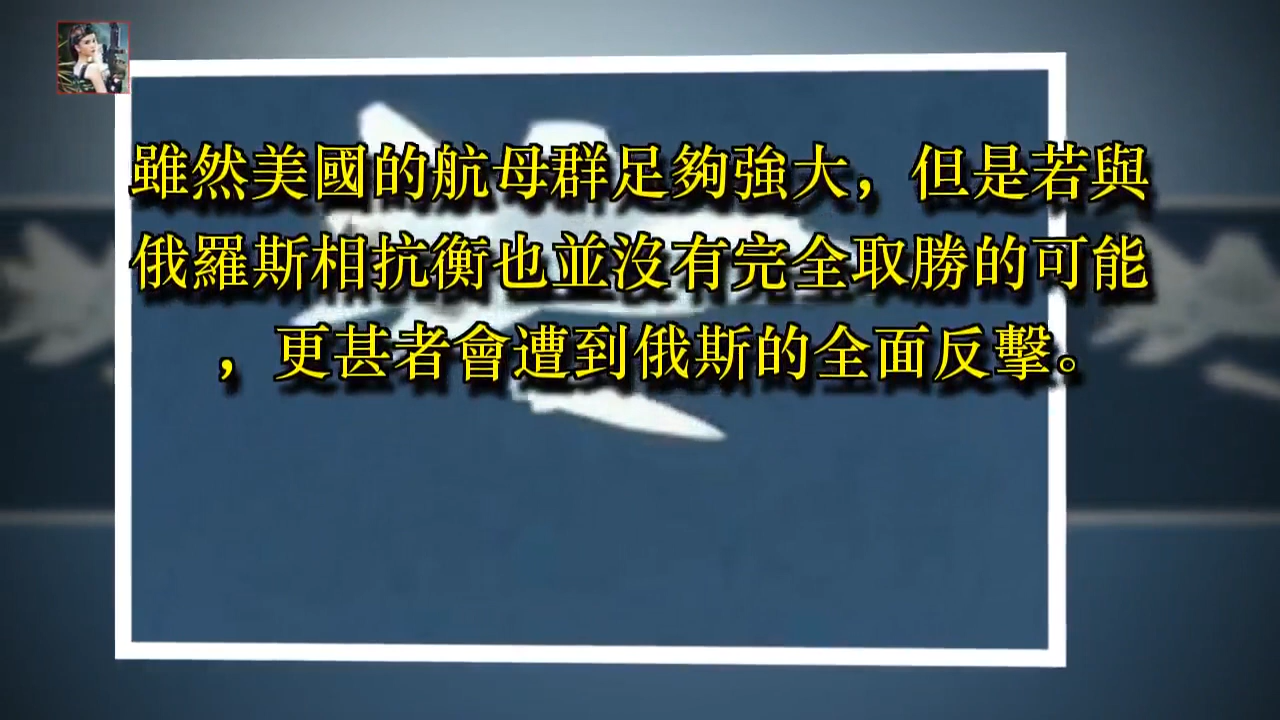 雖然美國的航母群足夠強大，但是若與
俄羅斯相抗衡也並沒有完全取勝的可能
，更甚者會遭到俄斯的全面反擊。